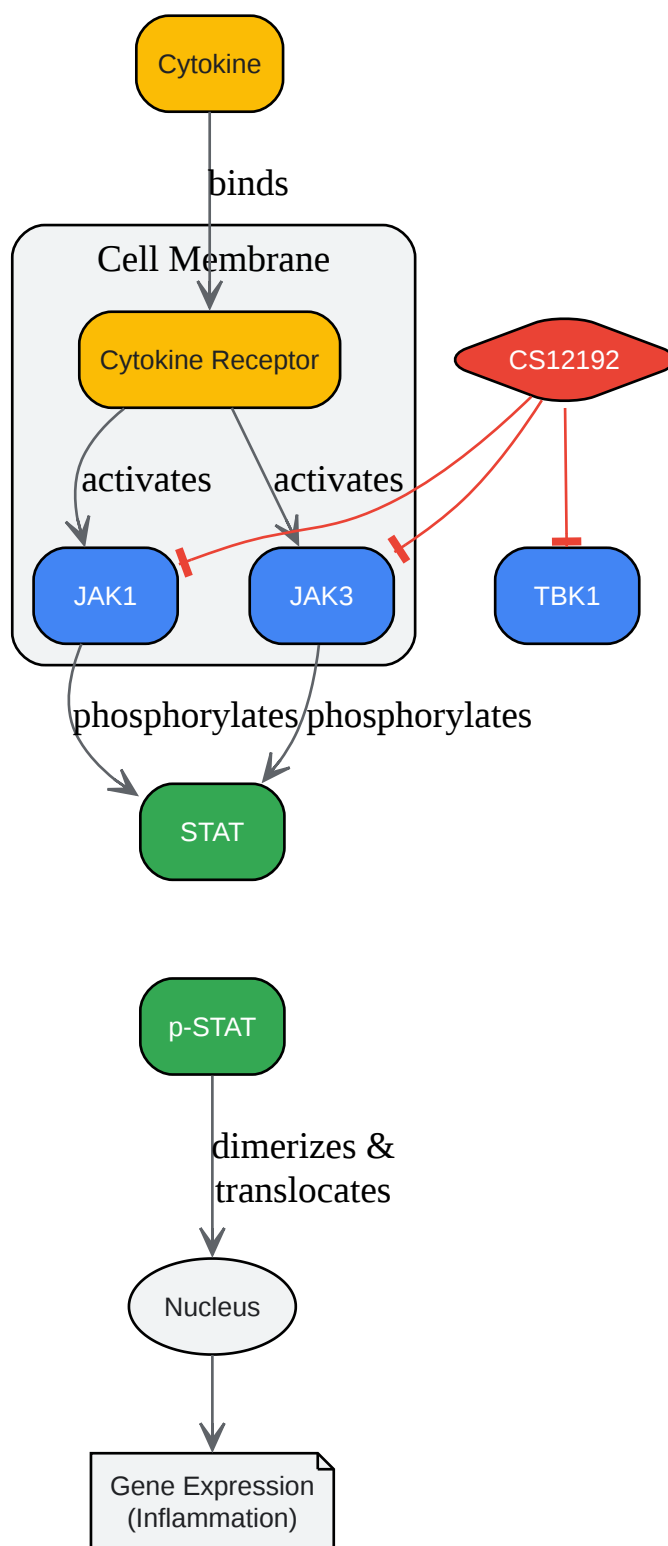 Cytokine
binds
Cell Membrane
Cytokine Receptor
CS12192
activates
activates
JAK1
JAK3
TBK1
phosphorylates
phosphorylates
STAT
p-STAT
dimerizes &
translocates
Nucleus
Gene Expression
(Inflammation)